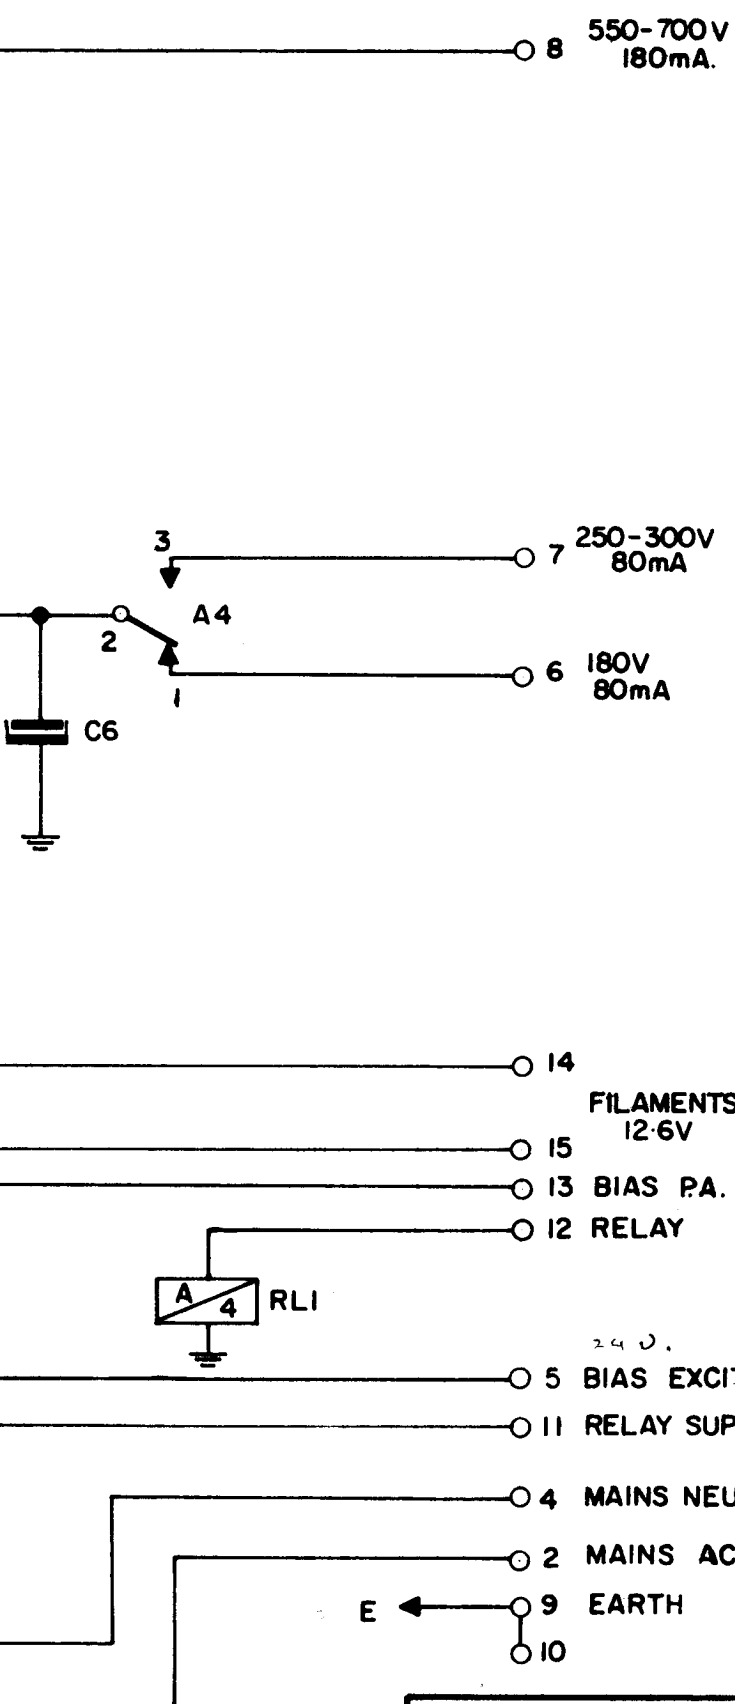 8 550-700V
180mA.
3
7 250-300V
80mA
A4
2
6 180V
80mA
1
C6
14
FILAMENTS
12·6V
15
13 BIAS P.A.
12 RELAY
A
4 RL1
24 V.
5 BIAS EXCIT
11 RELAY SUP
4 MAINS NEU
2 MAINS AC
E 9 EARTH
10